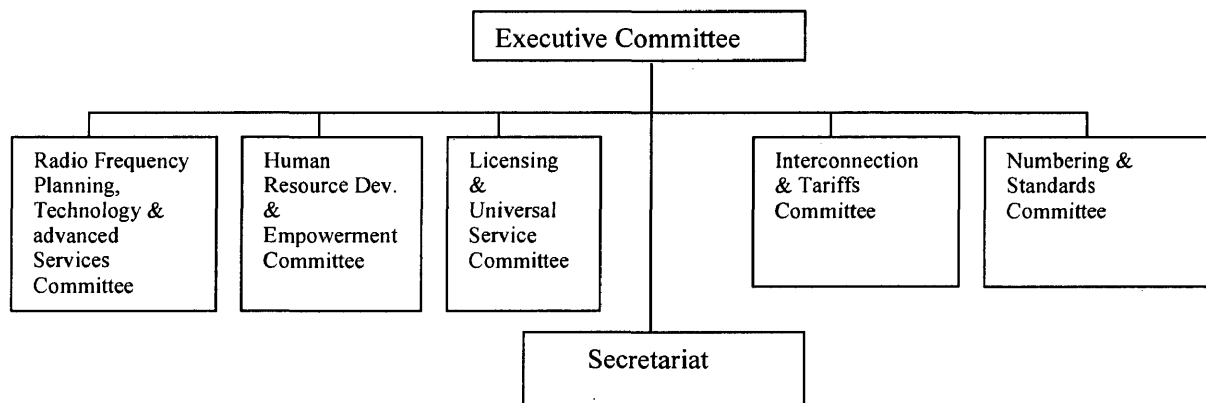 Executive Committee
Radio Frequency
Planning,
Technology &
advanced
Services
Committee
Human
Resource Dev.
&
Empowerment
Committee
Licensing
&
Universal
Service
Committee
Interconnection
& Tariffs
Committee
Numbering &
Standards
Committee
Secretariat